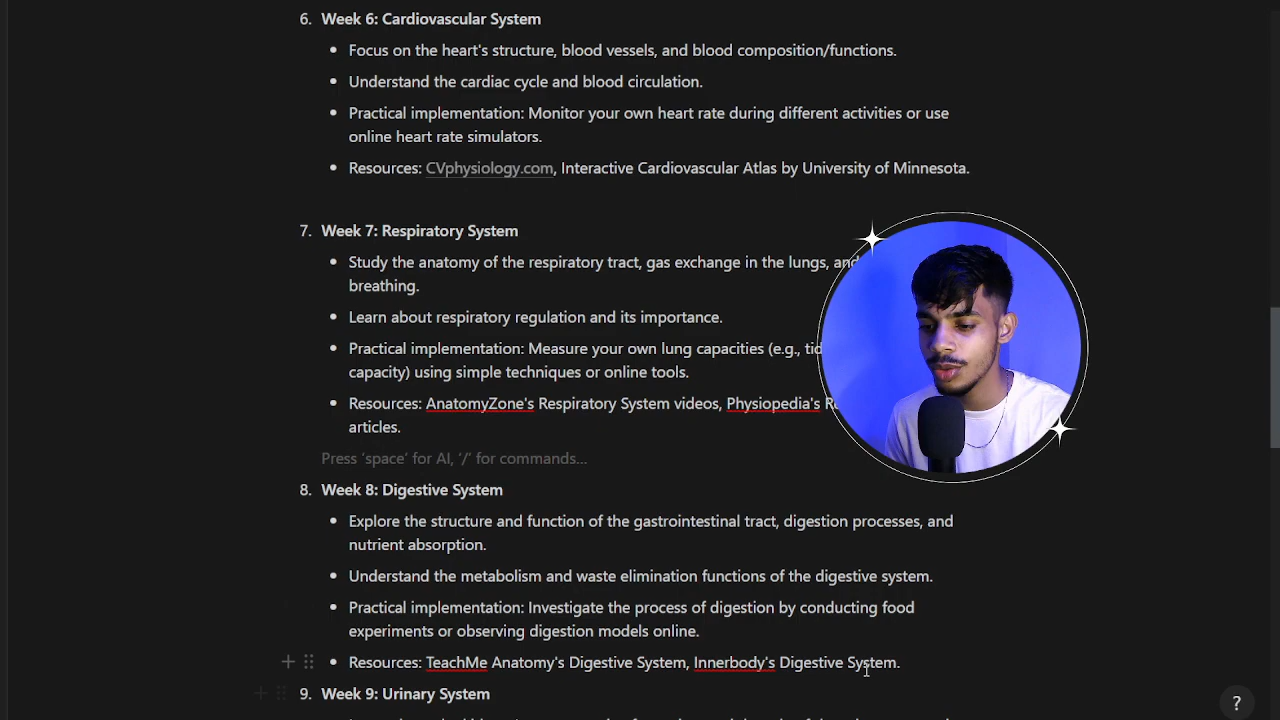 6. Week 6: Cardiovascular System
• Focus on the heart's structure, blood vessels, and blood composition/functions.
• Understand the cardiac cycle and blood circulation.
• Practical implementation: Monitor your own heart rate during different activities or use
online heart rate simulators.
• Resources: CVphysiology.com, Interactive Cardiovascular Atlas by University of Minnesota.
7. Week 7: Respiratory System
• Study the anatomy of the respiratory tract, gas exchange in the lungs, and
breathing.
• Learn about respiratory regulation and its importance.
• Practical implementation: Measure your own lung capacities (e.g.,
capacity) using simple techniques or online tools.
• Resources: AnatomyZone's Respiratory System videos, Physiopedia's
articles.
Press ‘space’ for AI, ‘/’ for commands…
8. Week 8: Digestive System
• Explore the structure and function of the gastrointestinal tract, digestion processes, and
nutrient absorption.
• Understand the metabolism and waste elimination functions of the digestive system.
• Practical implementation: Investigate the process of digestion by conducting food
experiments or observing digestion models online.
• Resources: TeachMe Anatomy's Digestive System, Innerbody's Digestive System.
9. Week 9: Urinary System
?